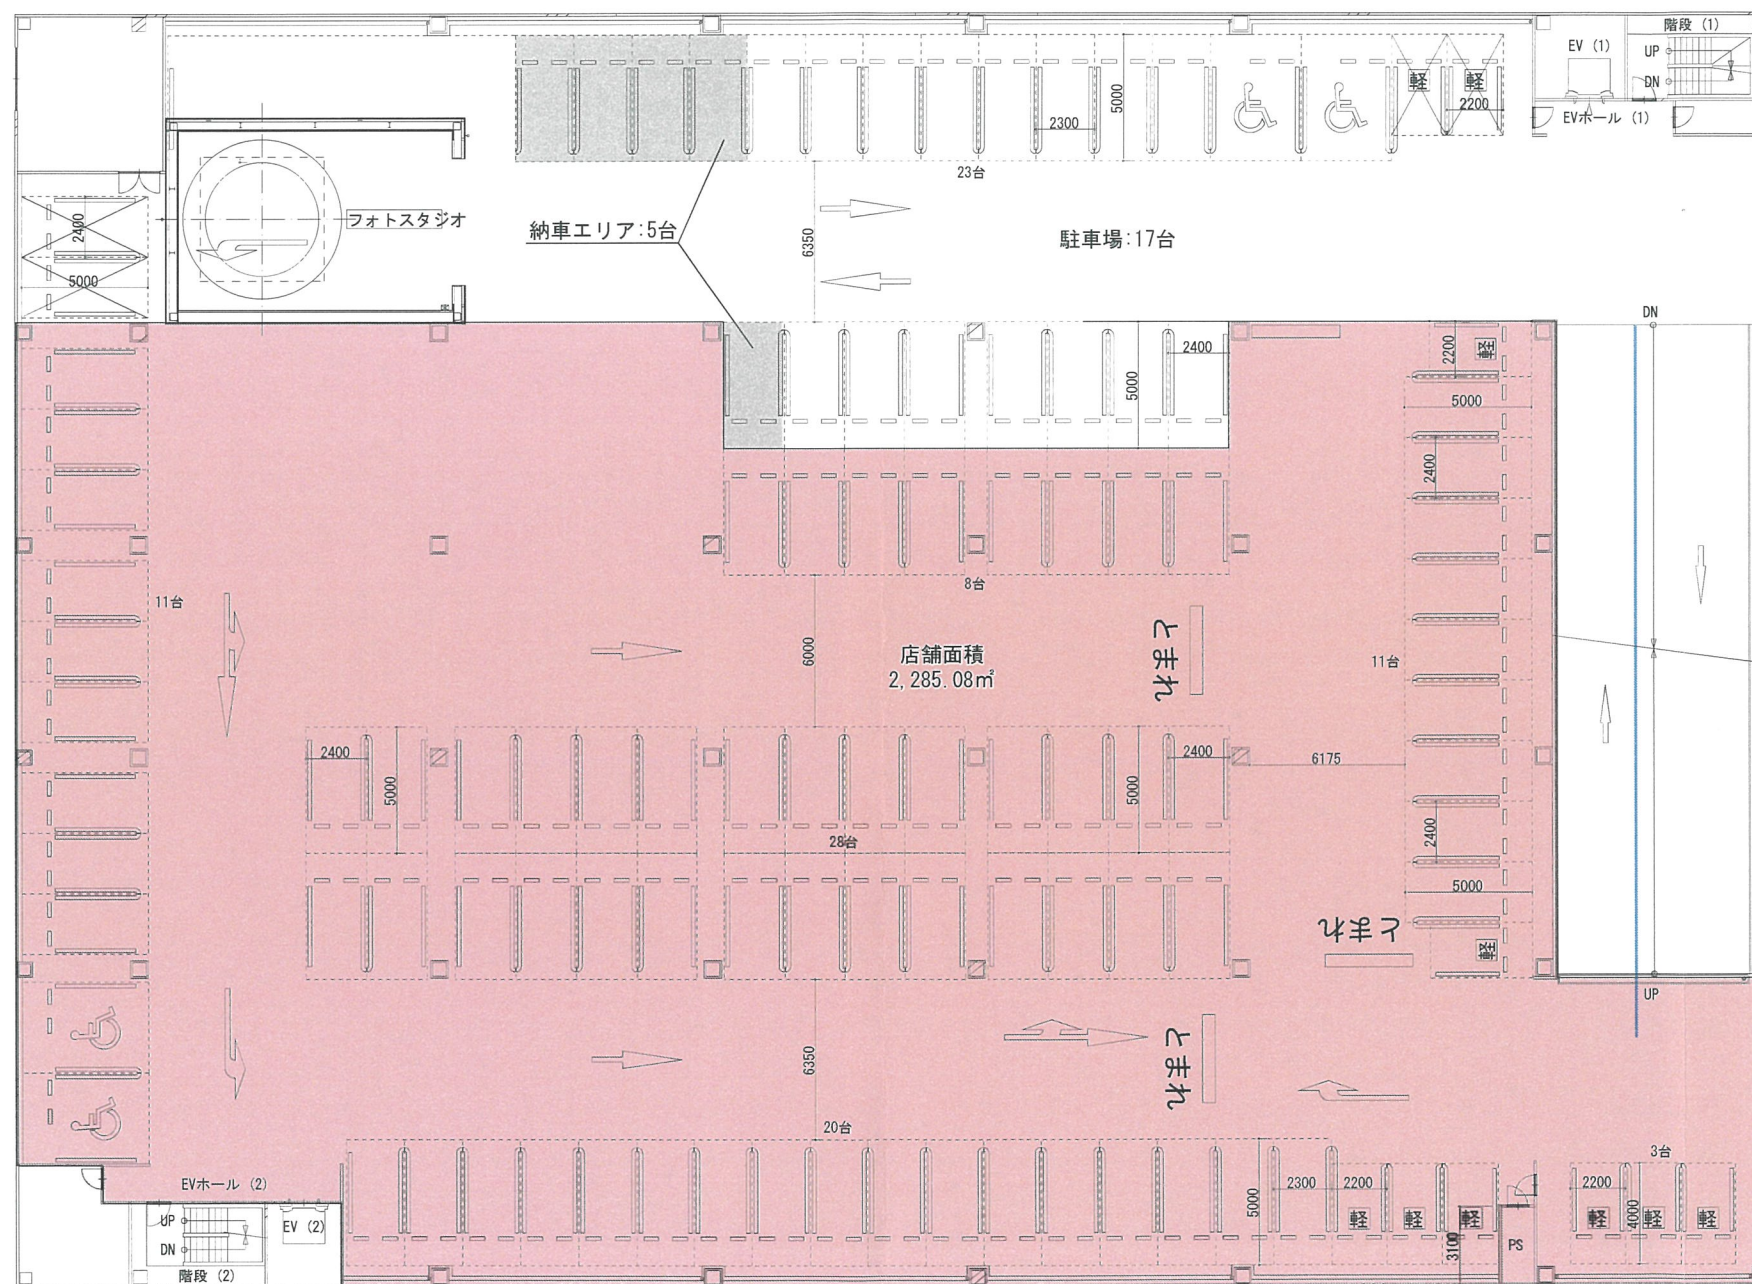 階段 (1)
EV (1)
UP
DN
EVホール (1)
軽
軽
2200
5000
2300
23台
2400
5000
フォトスタジオ
納車エリア:5台
6350
駐車場:17台
DN
2400
5000
2200
軽
5000
2400
8台
11台
6000
店舗面積
2,285.08㎡
とまれ
11台
2400
5000
5000
2400
6175
28台
2400
5000
とまれ
軽
UP
6350
とまれ
20台
3台
EVホール (2)
UP
EV (2)
DN
階段 (2)
5000
2300
2200
軽
軽
軽
3100
PS
2200
4000
軽
軽
軽